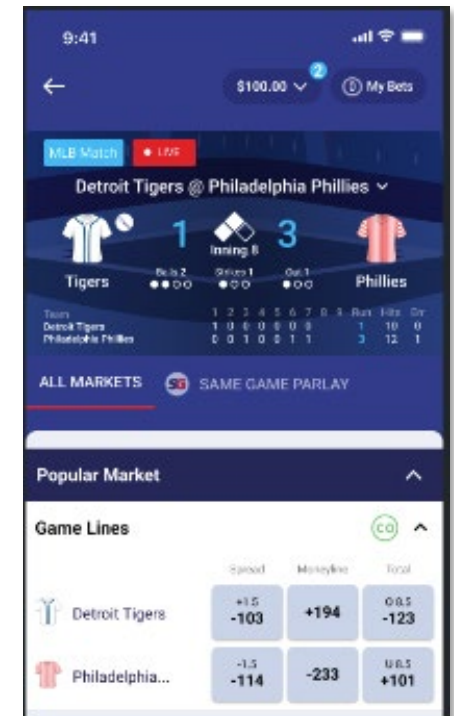 9:41
$100.00 2 0 My Bets
MLB Match LIVE
Detroit Tigers @ Philadelphia Phillies
1 Inning 8 3
Tigers Balls 2 Strikes 1 Out 1 Phillies
Team 1 2 3 4 5 6 7 8 9 Run Hits Err
Detroit Tigers 1 0 0 0 0 0 0 1 10 0
Philadelphia Phillies 0 0 1 0 0 1 1 3 12 1
ALL MARKETS SG SAME GAME PARLAY
Popular Market
Game Lines CO
Spread Moneyline Total
+1.5 O 8.5
Detroit Tigers -103 +194 -123
-1.5 U 8.5
Philadelphia... -114 -233 +101